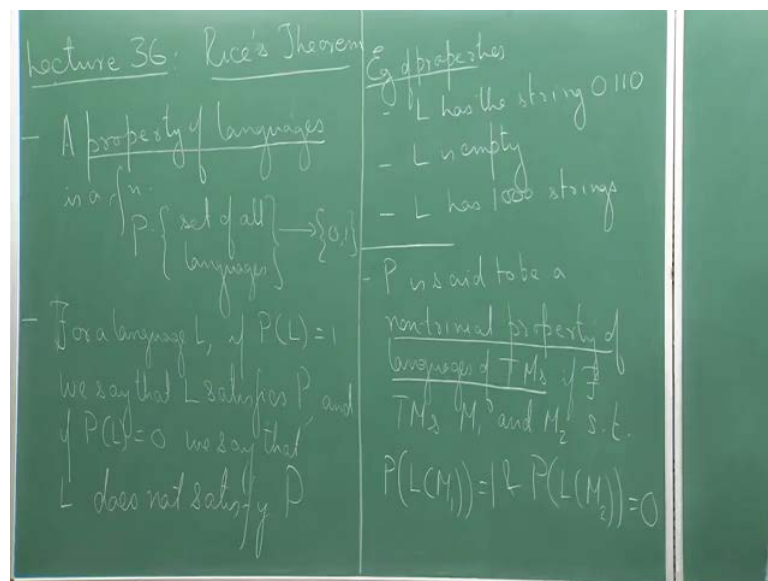 Lecture 36: Rice's Theorem
- A property of languages
is a fn.
P: { set of all languages } → {0,1}
- For a language L, if P(L) = 1
we say that L satisfies P and
if P(L)=0 we say that
L does not satisfy P
Eg of properties
- L has the string 0110
- L is empty
- L has 1000 strings
- P is said to be a
nontrivial property of
languages of TMs if ∃
TMs M₁ and M₂ s.t.
P(L(M₁))=1 & P(L(M₂))=0